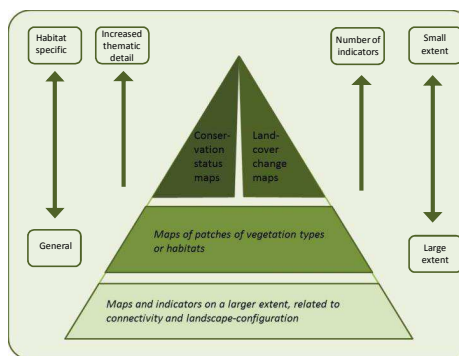 Habitat
specific
Increased
thematic
detail
Number of
indicators
Small
extent
Conser-
vation
status
maps
Land-
cover
change
maps
General
Maps of patches of vegetation types
or habitats
Large
extent
Maps and indicators on a larger extent, related to
connectivity and landscape-configuration